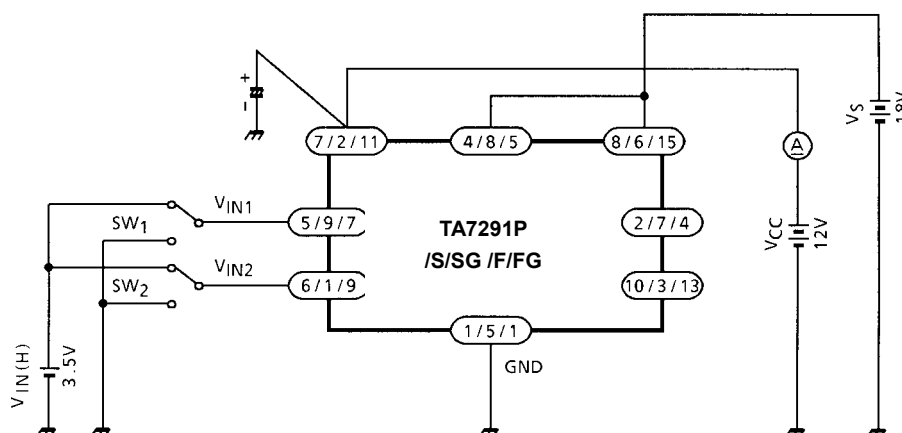 +
-
7 / 2 / 11
4 / 8 / 5
8 / 6 / 15
VS
18V
A
VIN1
5 / 9 / 7
TA7291P
/S/SG /F/FG
2 / 7 / 4
SW1
VCC
12V
VIN2
6 / 1 / 9
10 / 3 / 13
SW2
1 / 5 / 1
GND
VIN(H)
3.5V